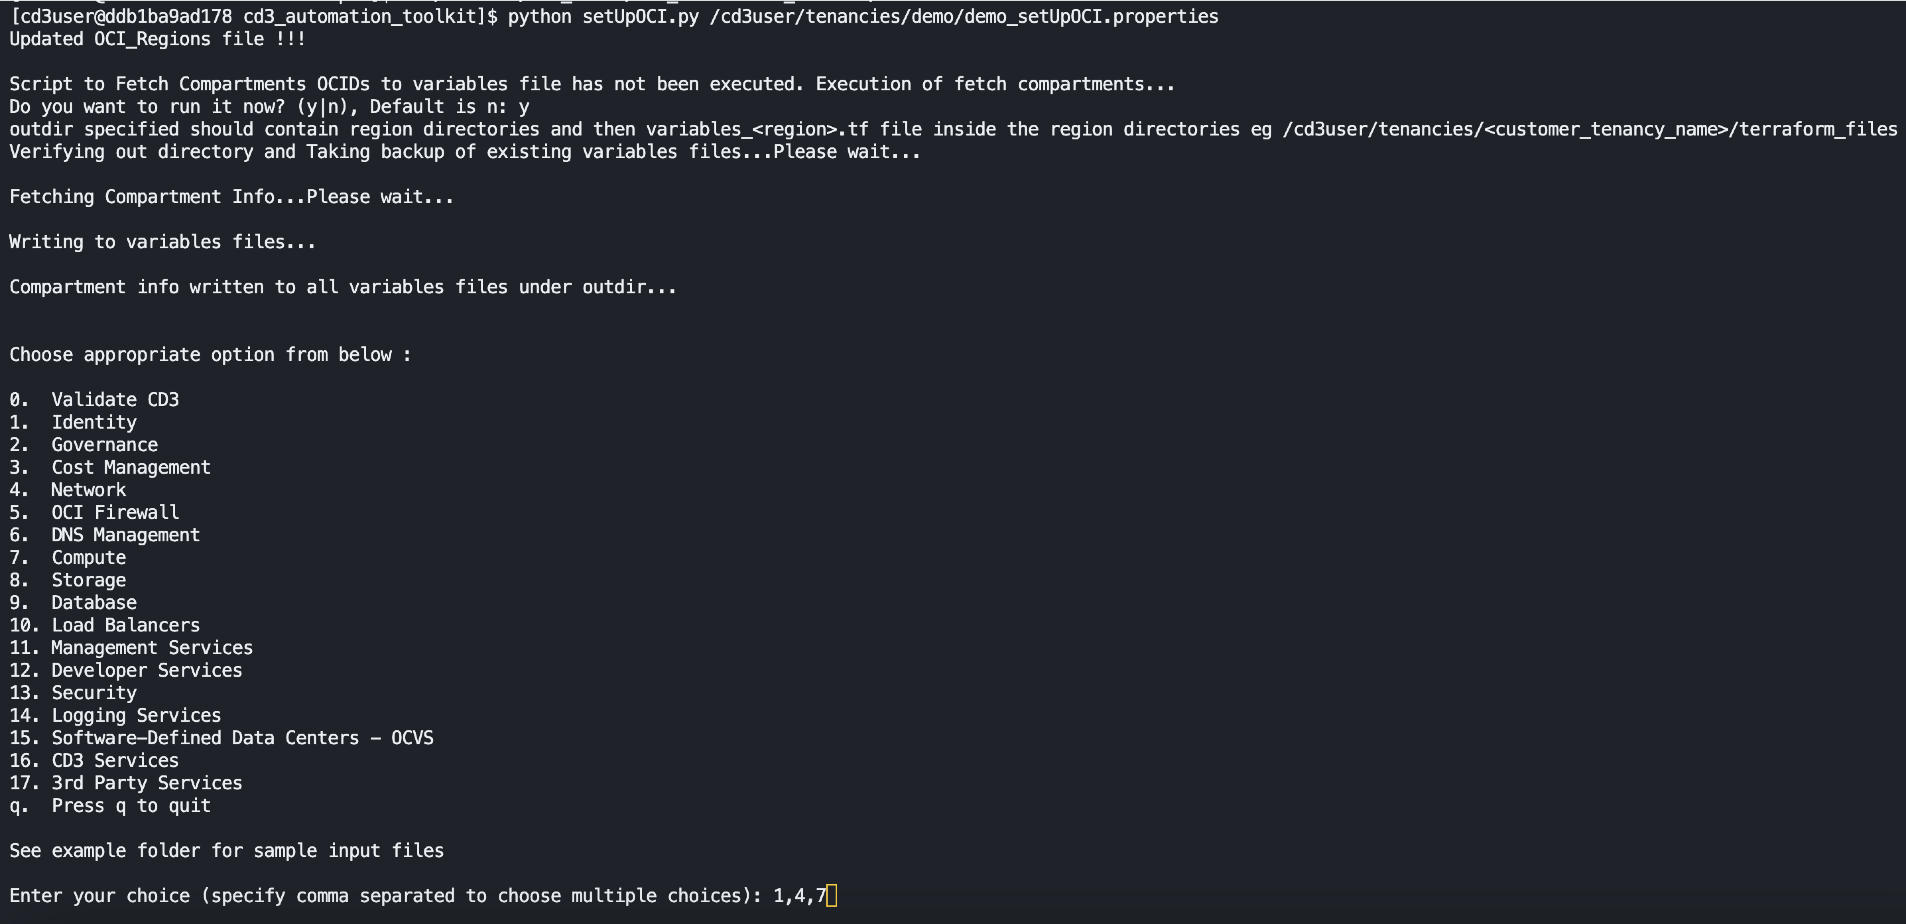 [cd3user@ddb1ba9ad178 cd3_automation_toolkit]$ python setUpOCI.py /cd3user/tenancies/demo/demo_setUpOCI.properties
Updated OCI_Regions file !!!
Script to Fetch Compartments OCIDs to variables file has not been executed. Execution of fetch compartments...
Do you want to run it now? (y|n), Default is n: y
outdir specified should contain region directories and then variables_<region>.tf file inside the region directories eg /cd3user/tenancies/<customer_tenancy_name>/terraform_files
Verifying out directory and Taking backup of existing variables files...Please wait...
Fetching Compartment Info...Please wait...
Writing to variables files...
Compartment info written to all variables files under outdir...
Choose appropriate option from below :
0.  Validate CD3
1.  Identity
2.  Governance
3.  Cost Management
4.  Network
5.  OCI Firewall
6.  DNS Management
7.  Compute
8.  Storage
9.  Database
10. Load Balancers
11. Management Services
12. Developer Services
13. Security
14. Logging Services
15. Software-Defined Data Centers - OCVS
16. CD3 Services
17. 3rd Party Services
q.  Press q to quit
See example folder for sample input files
Enter your choice (specify comma separated to choose multiple choices): 1,4,7